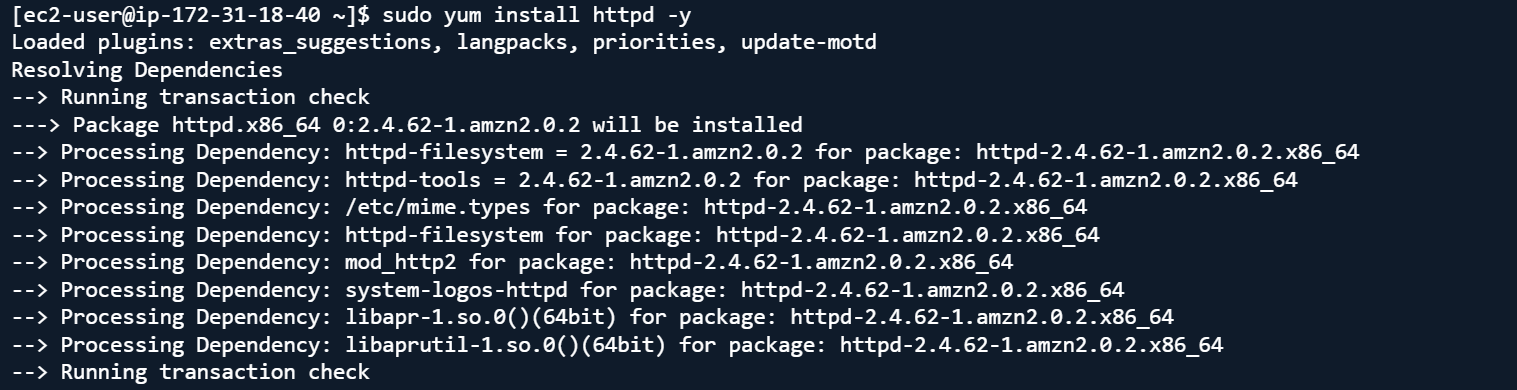 [ec2-user@ip-172-31-18-40 ~]$ sudo yum install httpd -y
Loaded plugins: extras_suggestions, langpacks, priorities, update-motd
Resolving Dependencies
--> Running transaction check
---> Package httpd.x86_64 0:2.4.62-1.amzn2.0.2 will be installed
--> Processing Dependency: httpd-filesystem = 2.4.62-1.amzn2.0.2 for package: httpd-2.4.62-1.amzn2.0.2.x86_64
--> Processing Dependency: httpd-tools = 2.4.62-1.amzn2.0.2 for package: httpd-2.4.62-1.amzn2.0.2.x86_64
--> Processing Dependency: /etc/mime.types for package: httpd-2.4.62-1.amzn2.0.2.x86_64
--> Processing Dependency: httpd-filesystem for package: httpd-2.4.62-1.amzn2.0.2.x86_64
--> Processing Dependency: mod_http2 for package: httpd-2.4.62-1.amzn2.0.2.x86_64
--> Processing Dependency: system-logos-httpd for package: httpd-2.4.62-1.amzn2.0.2.x86_64
--> Processing Dependency: libapr-1.so.0()(64bit) for package: httpd-2.4.62-1.amzn2.0.2.x86_64
--> Processing Dependency: libaprutil-1.so.0()(64bit) for package: httpd-2.4.62-1.amzn2.0.2.x86_64
--> Running transaction check